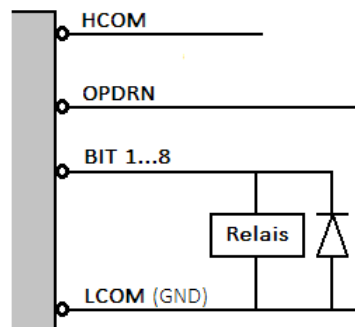 HCOM
OPDRN
BIT 1...8
Relais
LCOM (GND)